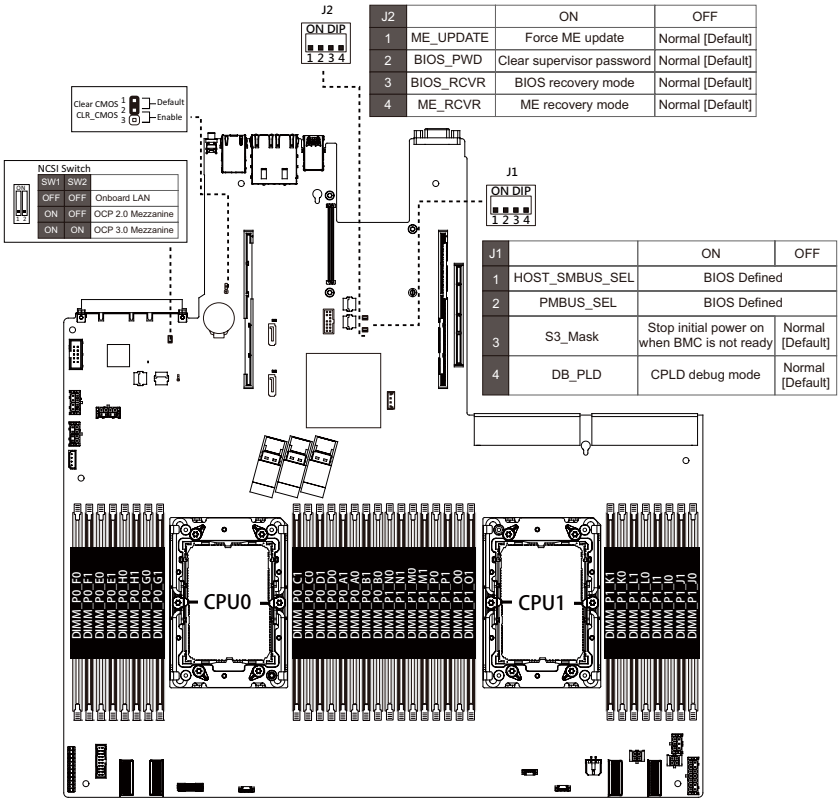 J2
ON DIP
1 2 3 4
J2 ON OFF
1 ME_UPDATE Force ME update Normal [Default]
2 BIOS_PWD Clear supervisor password Normal [Default]
3 BIOS_RCVR BIOS recovery mode Normal [Default]
4 ME_RCVR ME recovery mode Normal [Default]
Clear CMOS 1 Default
CLR_CMOS 2
3 Enable
NCSI Switch
ON
1 2
SW1 SW2
OFF OFF Onboard LAN
ON OFF OCP 2.0 Mezzanine
ON ON OCP 3.0 Mezzanine
J1
ON DIP
1 2 3 4
J1 ON OFF
1 HOST_SMBUS_SEL BIOS Defined
2 PMBUS_SEL BIOS Defined
3 S3_Mask Stop initial power on when BMC is not ready Normal [Default]
4 DB_PLD CPLD debug mode Normal [Default]
DIMM_P0_F0
DIMM_P0_F1
DIMM_P0_E0
DIMM_P0_E1
DIMM_P0_H0
DIMM_P0_H1
DIMM_P0_G0
DIMM_P0_G1
CPU0
DIMM_P0_C1
DIMM_P0_C0
DIMM_P0_D1
DIMM_P0_D0
DIMM_P0_A1
DIMM_P0_A0
DIMM_P0_B1
DIMM_P0_B0
DIMM_P1_N0
DIMM_P1_N1
DIMM_P1_M0
DIMM_P1_M1
DIMM_P1_P0
DIMM_P1_P1
DIMM_P1_O0
DIMM_P1_O1
CPU1
DIMM_P1_K1
DIMM_P1_K0
DIMM_P1_L1
DIMM_P1_L0
DIMM_P1_I1
DIMM_P1_I0
DIMM_P1_J1
DIMM_P1_J0